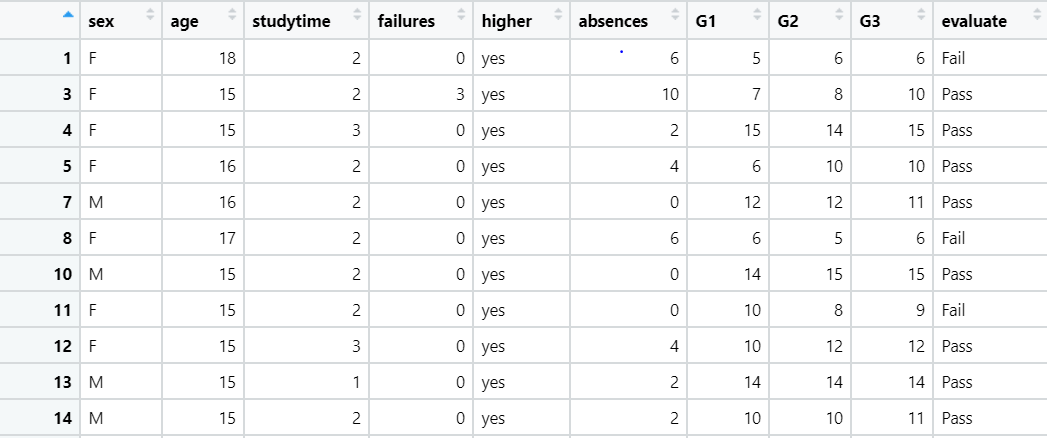 sex age studytime failures higher absences G1 G2 G3 evaluate
1 F 18 2 0 yes 6 5 6 6 Fail
3 F 15 2 3 yes 10 7 8 10 Pass
4 F 15 3 0 yes 2 15 14 15 Pass
5 F 16 2 0 yes 4 6 10 10 Pass
7 M 16 2 0 yes 0 12 12 11 Pass
8 F 17 2 0 yes 6 6 5 6 Fail
10 M 15 2 0 yes 0 14 15 15 Pass
11 F 15 2 0 yes 0 10 8 9 Fail
12 F 15 3 0 yes 4 10 12 12 Pass
13 M 15 1 0 yes 2 14 14 14 Pass
14 M 15 2 0 yes 2 10 10 11 Pass